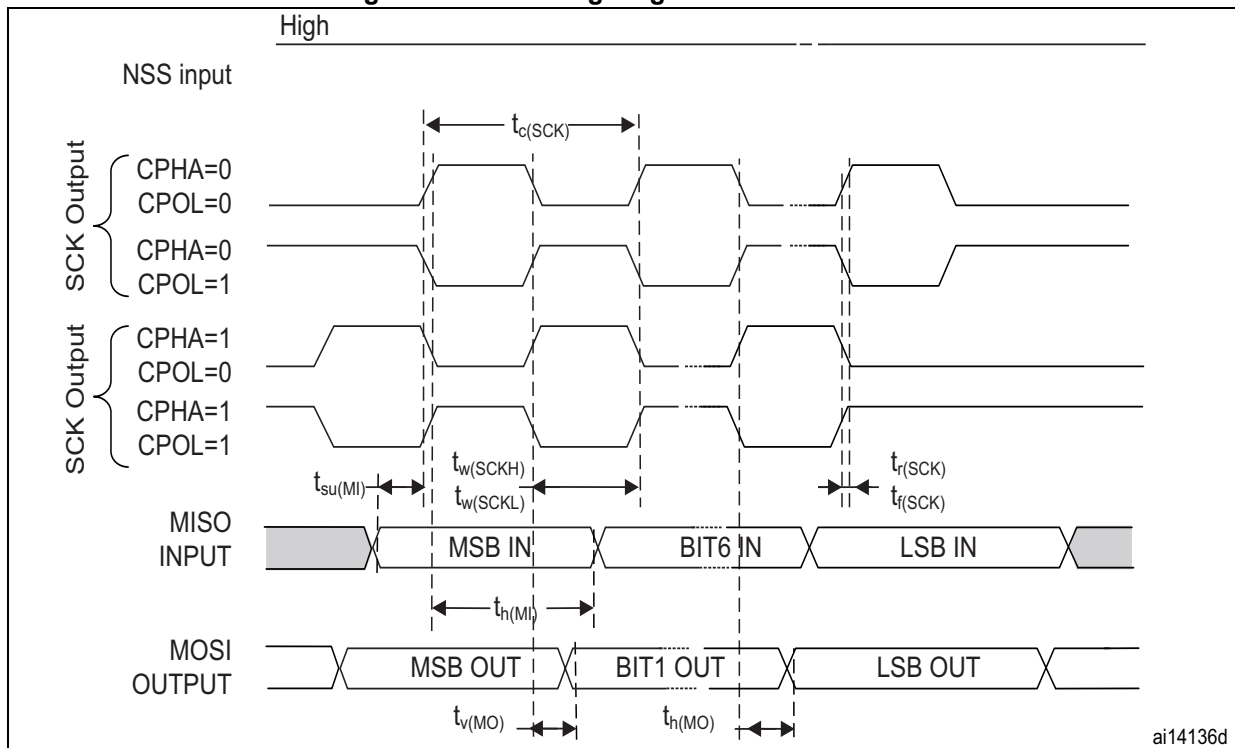 High
NSS input
tc(SCK)
SCK Output
CPHA=0
CPOL=0
CPHA=0
CPOL=1
SCK Output
CPHA=1
CPOL=0
CPHA=1
CPOL=1
tsu(MI)
tw(SCKH)
tw(SCKL)
tr(SCK)
tf(SCK)
MISO
INPUT
MSB IN
BIT6 IN
LSB IN
th(MI)
MOSI
OUTPUT
MSB OUT
BIT1 OUT
LSB OUT
tv(MO)
th(MO)
ai14136d